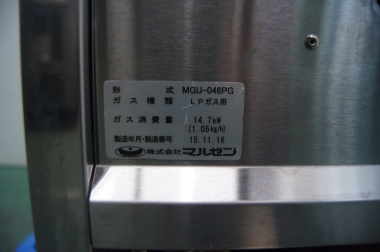 形式 MGU-046PG
ガス種類 LPガス用
ガス消費量 14.7kW
(1.05kg/h)
製造年月・製造番号 15.11.16
株式会社マルゼン